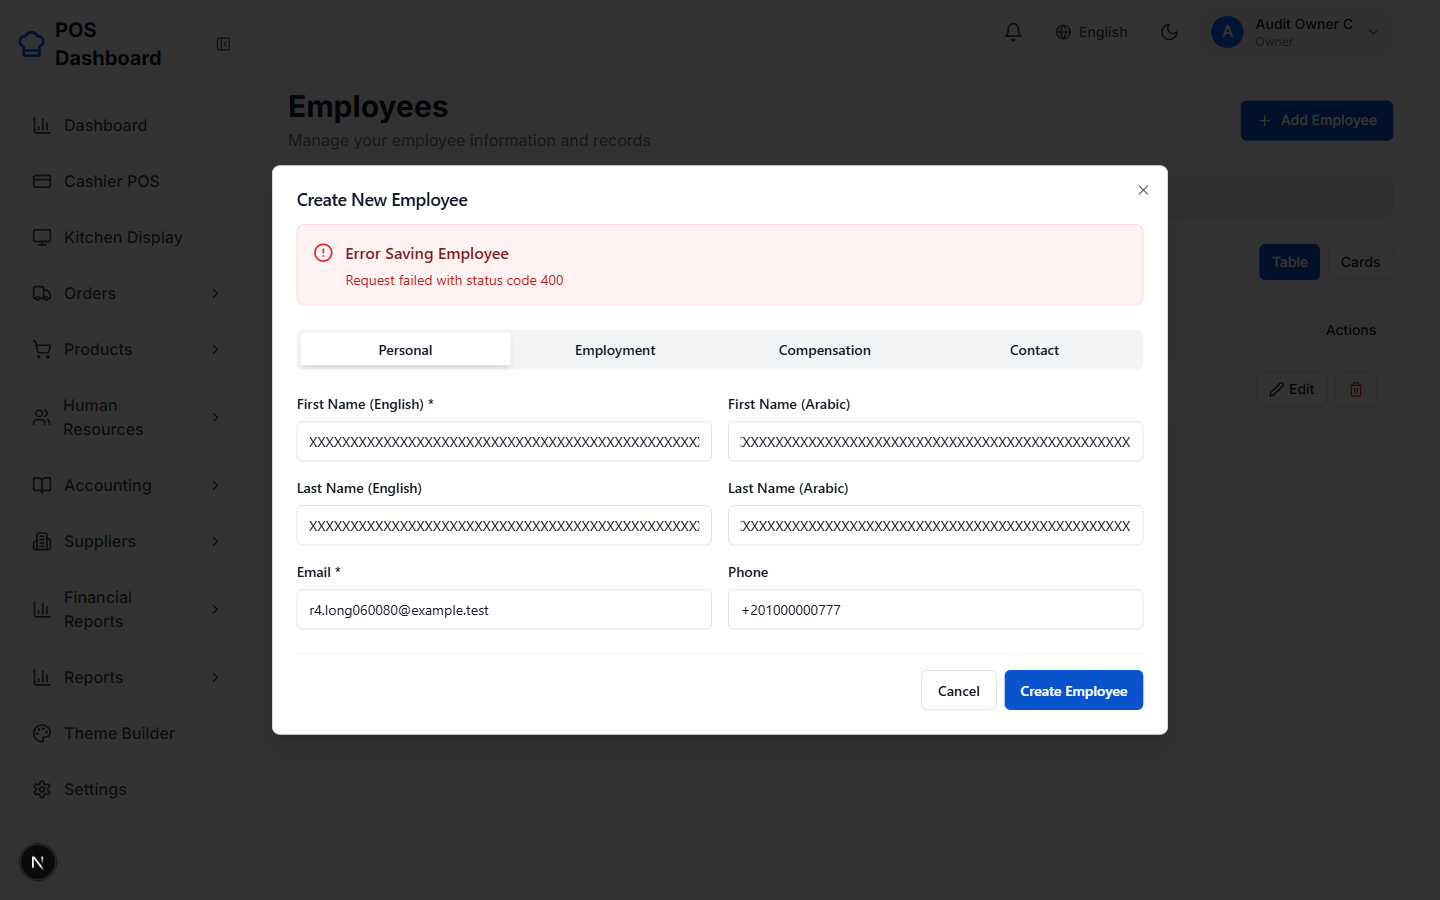 POS
Dashboard
English
A
Audit Owner C
Owner
Dashboard
Cashier POS
Kitchen Display
Orders
Products
Human
Resources
Accounting
Suppliers
Financial
Reports
Reports
Theme Builder
Settings
N
Employees
Manage your employee information and records
+ Add Employee
Table
Cards
Actions
Edit
Create New Employee
Error Saving Employee
Request failed with status code 400
Personal
Employment
Compensation
Contact
First Name (English) *
First Name (Arabic)
Last Name (English)
Last Name (Arabic)
Email *
Phone
r4.long060080@example.test
+201000000777
Cancel
Create Employee